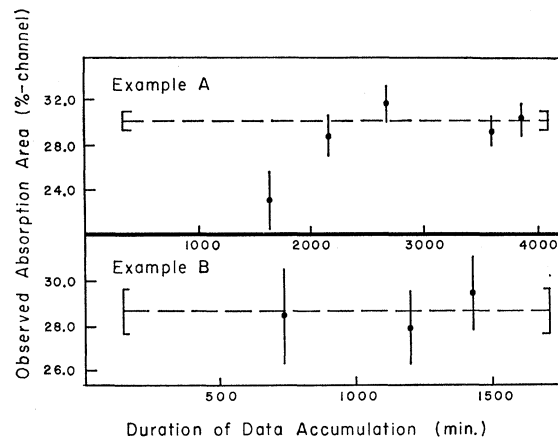 Observed Absorption Area (%-channel)
Example A
32.0
28.0
24.0
1000 2000 3000 4000
Example B
30.0
28.0
26.0
500 1000 1500
Duration of Data Accumulation (min.)